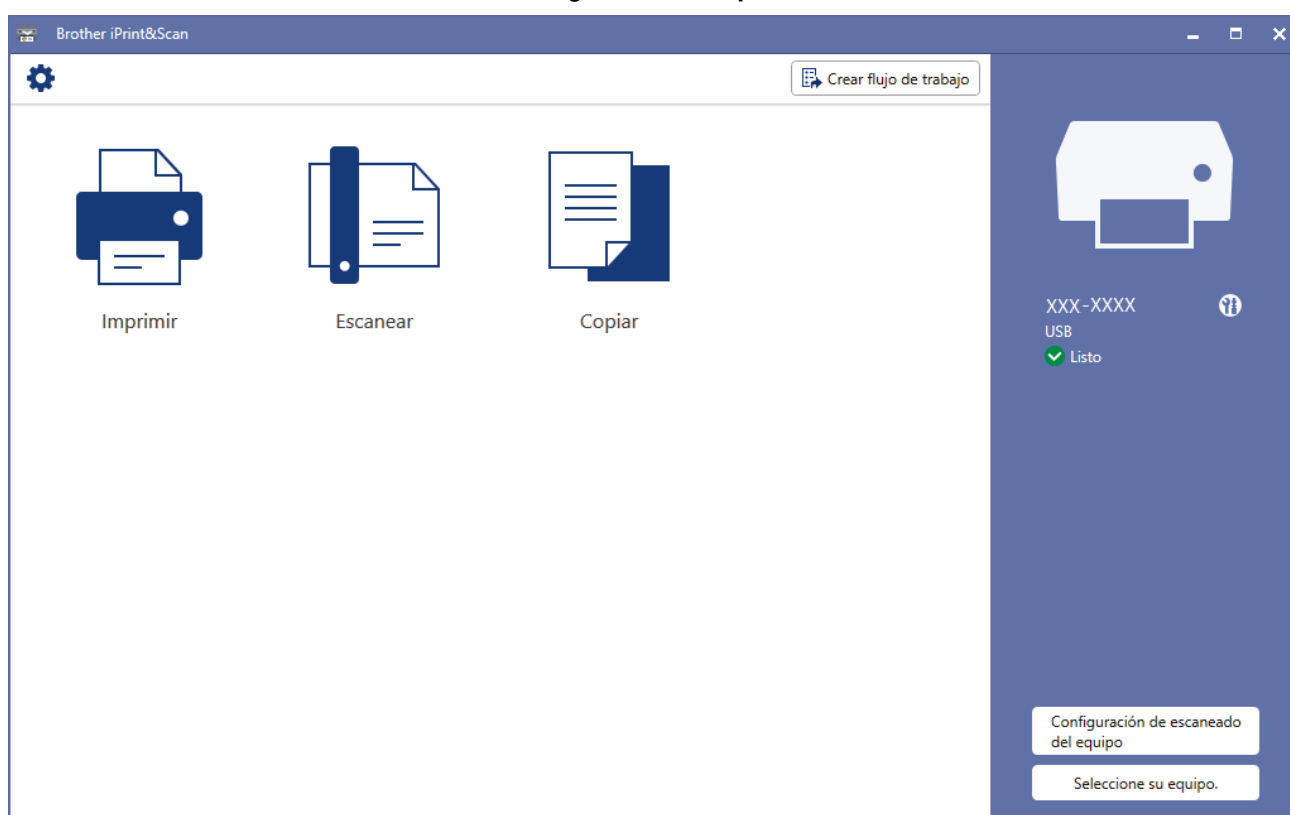 Brother iPrint&Scan
Crear flujo de trabajo
Imprimir
Escanear
Copiar
XXX-XXXX
USB
Listo
Configuración de escaneado
del equipo
Seleccione su equipo.